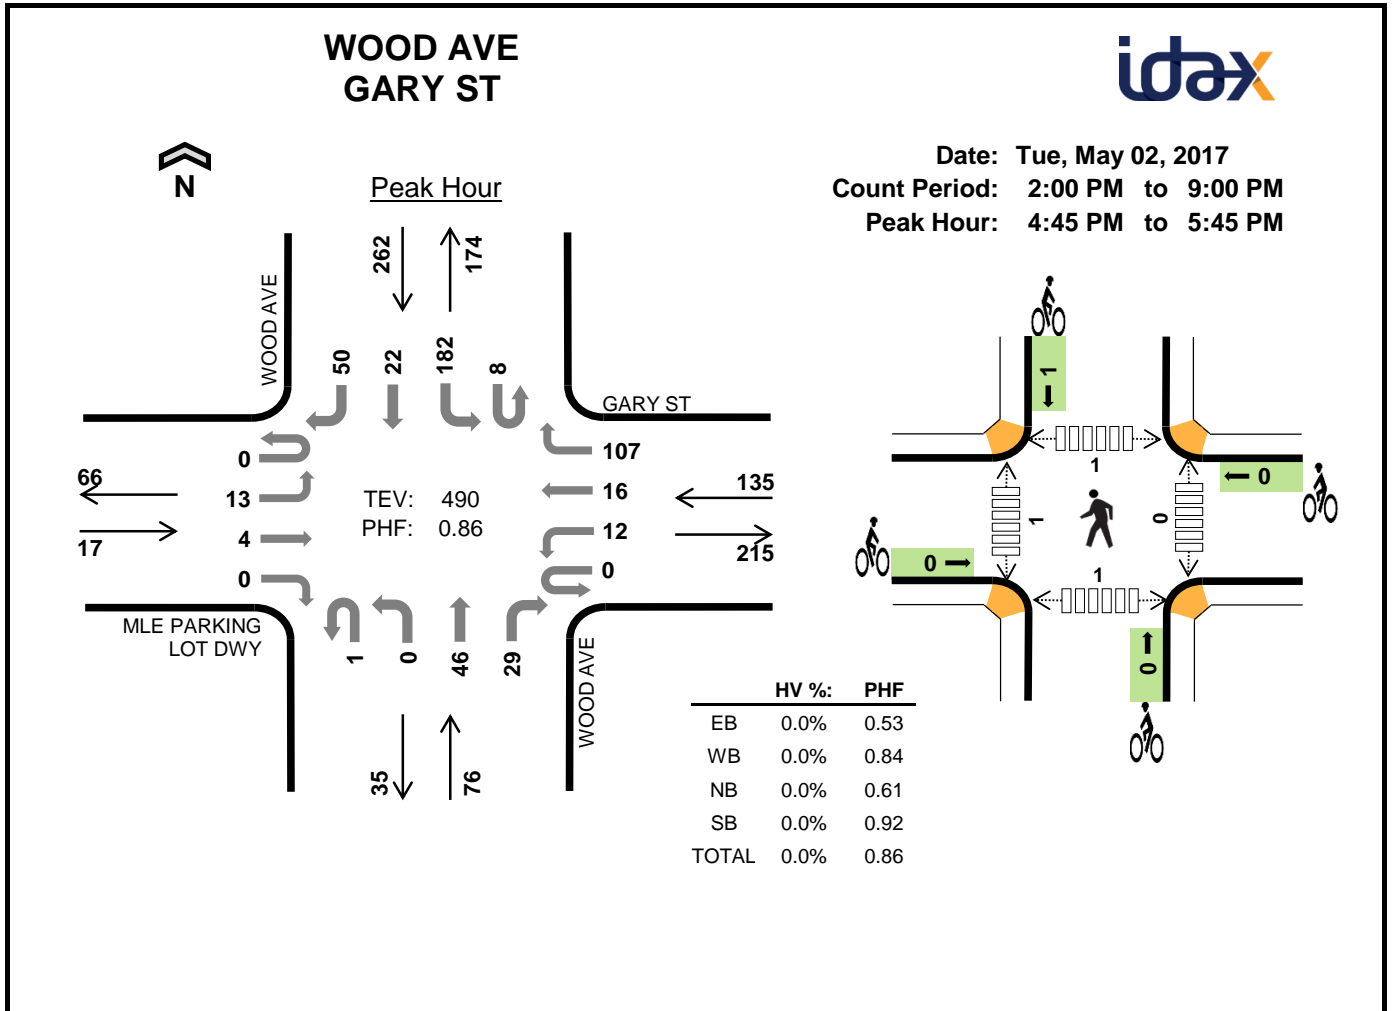 WOOD AVE
GARY ST
idax
Date: Tue, May 02, 2017
Count Period: 2:00 PM to 9:00 PM
Peak Hour: 4:45 PM to 5:45 PM
N
Peak Hour
262
174
WOOD AVE
50
22
182
8
GARY ST
0
107
66
13
TEV: 490
16
135
PHF: 0.86
17
4
12
215
0
0
MLE PARKING
LOT DWY
1
0
46
29
WOOD AVE
35
76
1
1
0
1
0
0
1
0
HV %: PHF
EB 0.0% 0.53
WB 0.0% 0.84
NB 0.0% 0.61
SB 0.0% 0.92
TOTAL 0.0% 0.86